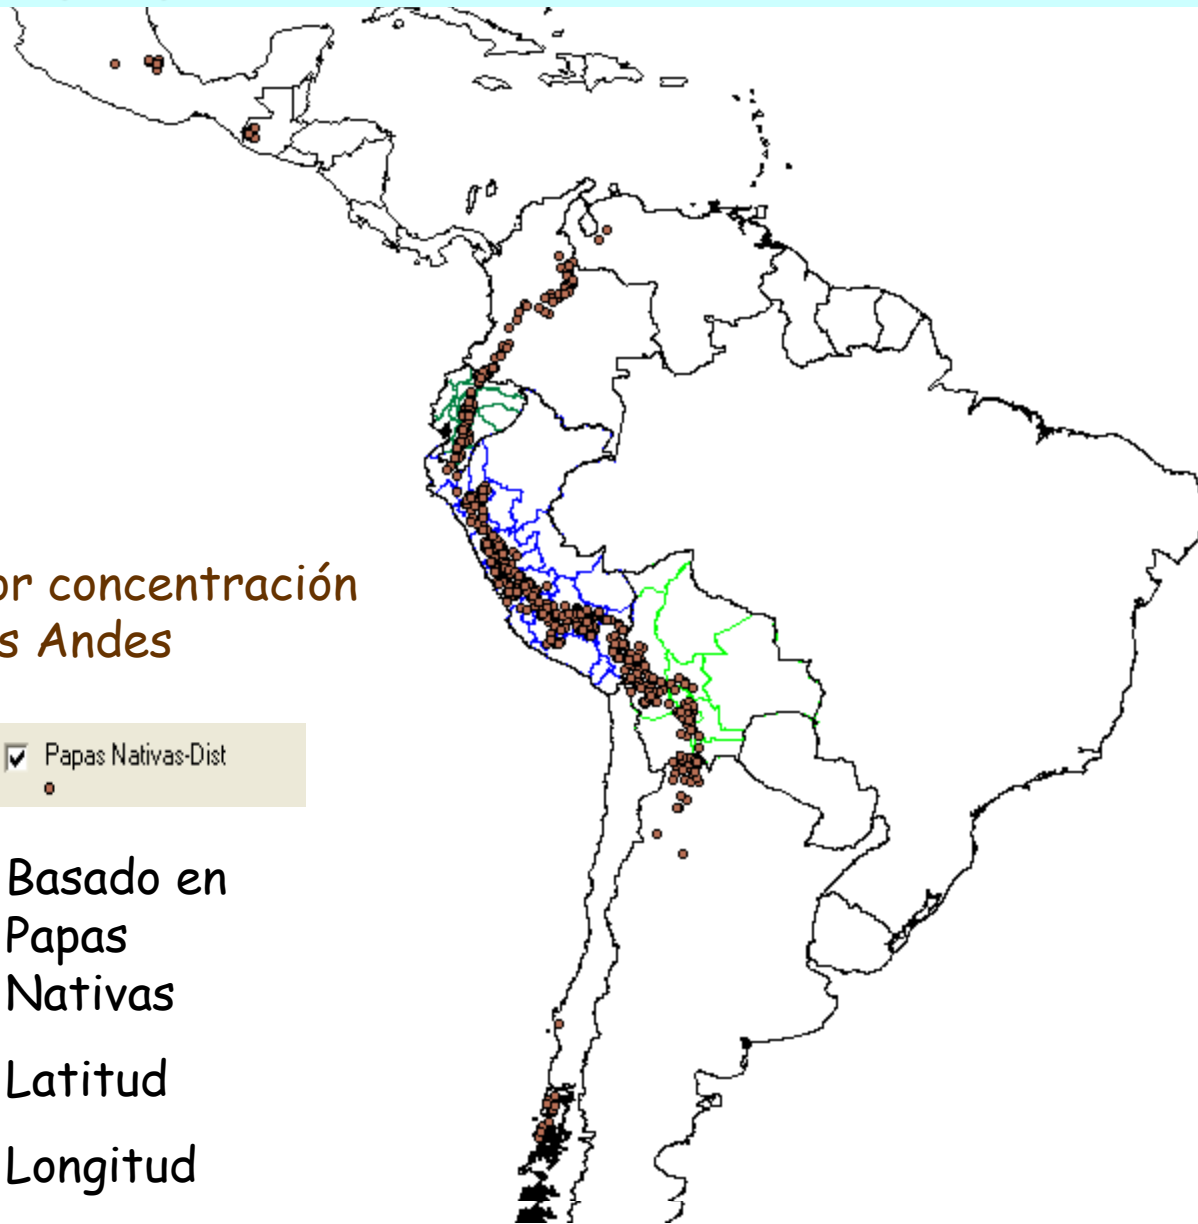 or concentración
s Andes
Papas Nativas-Dist
Basado en
Papas
Nativas
Latitud
Longitud